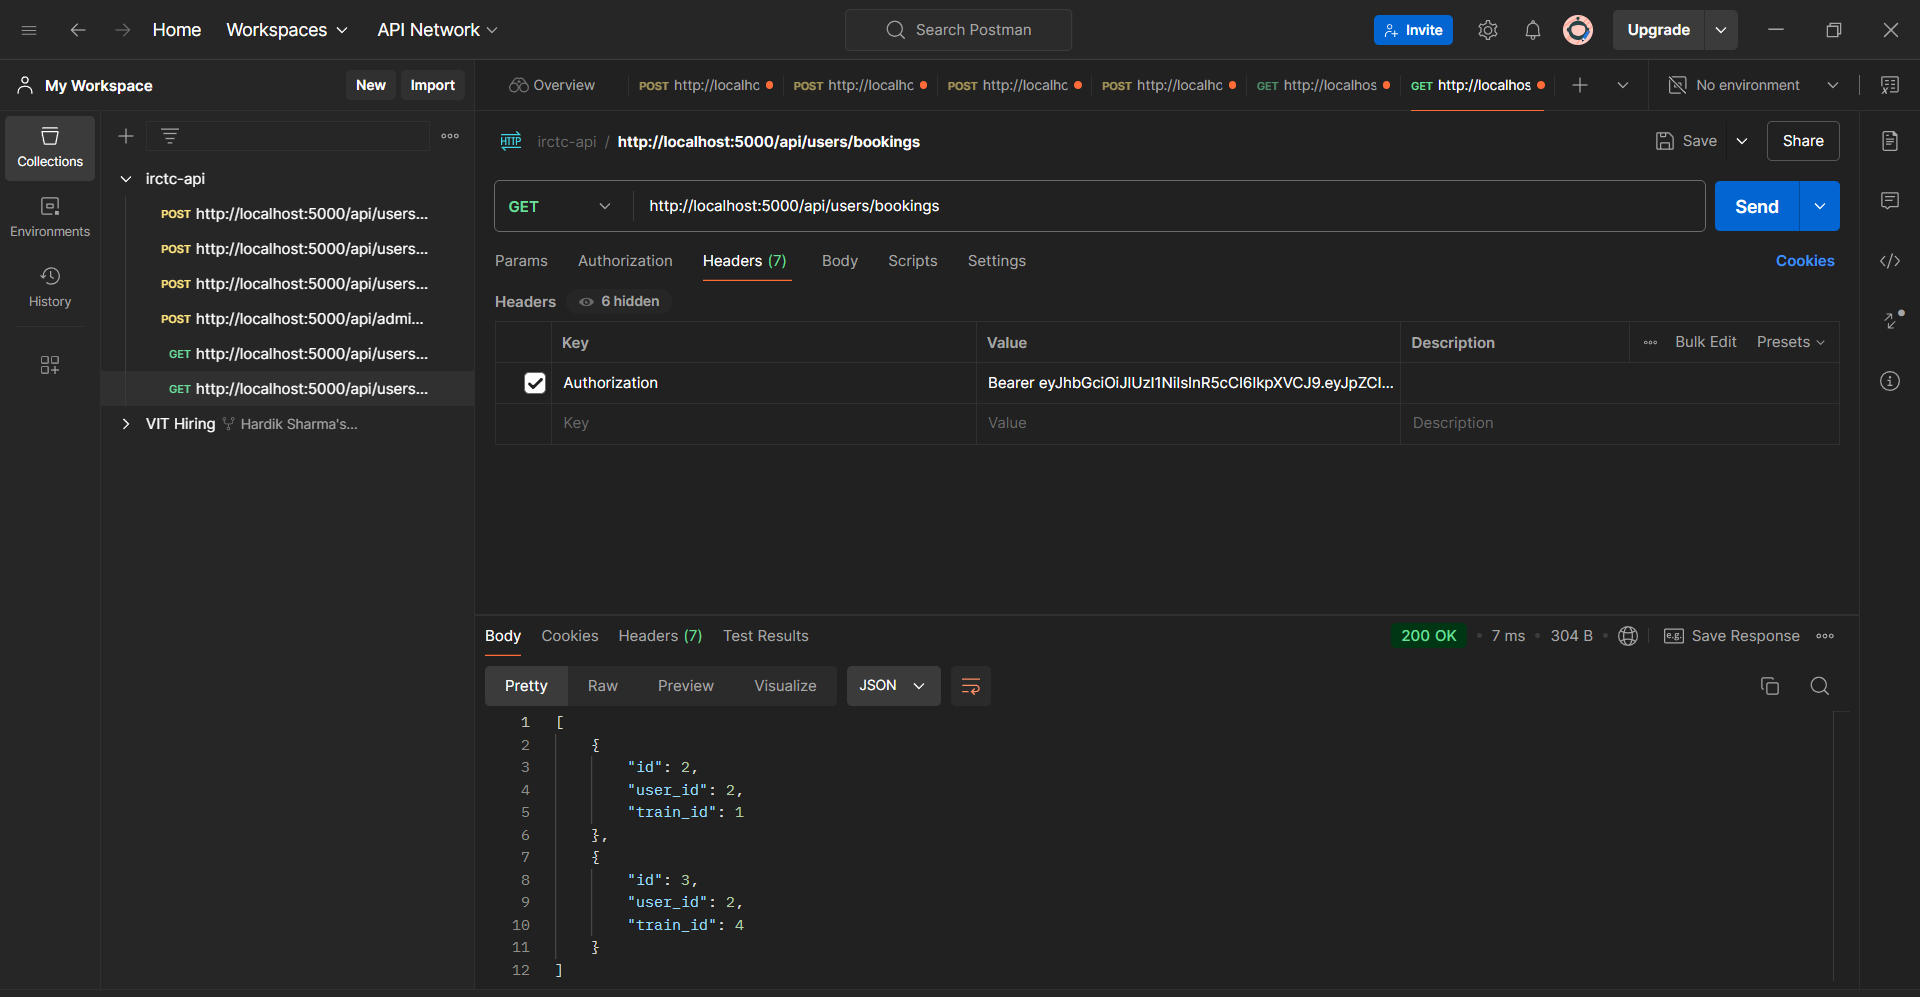 Home Workspaces API Network Search Postman Invite Upgrade
My Workspace New Import Overview POST http://localhc POST http://localhc POST http://localhc POST http://localhc GET http://localhos GET http://localhos No environment
Collections
Environments
History
irctc-api
POST http://localhost:5000/api/users...
POST http://localhost:5000/api/users...
POST http://localhost:5000/api/users...
POST http://localhost:5000/api/admi...
GET http://localhost:5000/api/users...
GET http://localhost:5000/api/users...
VIT Hiring Hardik Sharma's...
HTTP irctc-api / http://localhost:5000/api/users/bookings Save Share
GET http://localhost:5000/api/users/bookings Send
Params Authorization Headers (7) Body Scripts Settings Cookies
Headers 6 hidden
Key Value Description Bulk Edit Presets
Authorization Bearer eyJhbGciOiJIUzI1NiIsInR5cCI6IkpXVCJ9.eyJpZCI...
Key Value Description
Body Cookies Headers (7) Test Results 200 OK 7 ms 304 B e.g. Save Response
Pretty Raw Preview Visualize JSON
1 [
2 {
3 "id": 2,
4 "user_id": 2,
5 "train_id": 1
6 },
7 {
8 "id": 3,
9 "user_id": 2,
10 "train_id": 4
11 }
12 ]